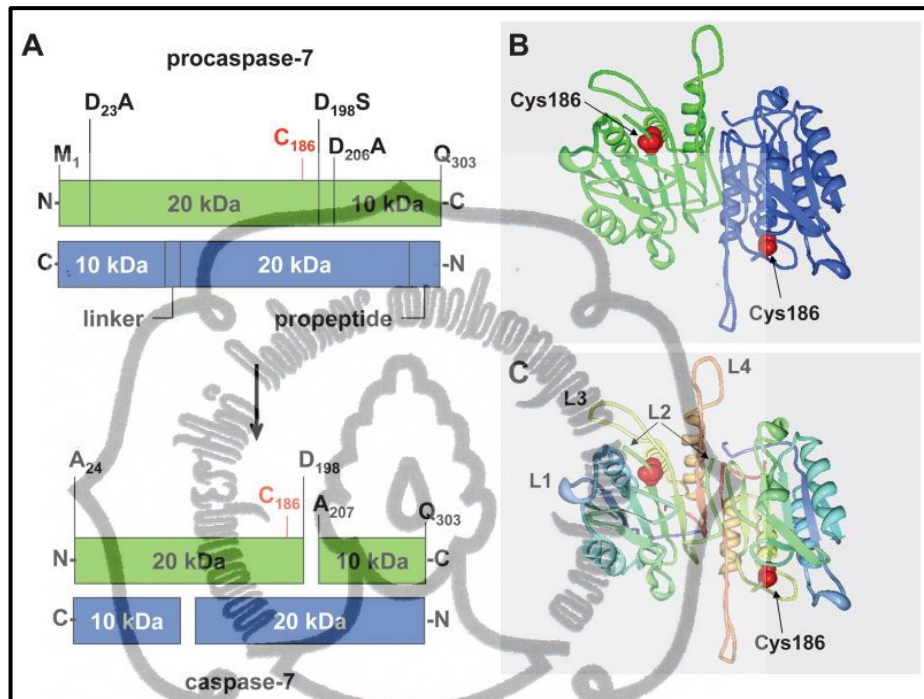 A
procaspase-7
D23A
D198S
C186
D206A
M1
Q303
N-
20 kDa
10 kDa
-C
C-
10 kDa
20 kDa
-N
linker
propeptide
A24
D198
C186
A207
Q303
N-
20 kDa
10 kDa
-C
C-
10 kDa
20 kDa
-N
caspase-7
B
Cys186
Cys186
C
L4
L3
L2
L1
Cys186